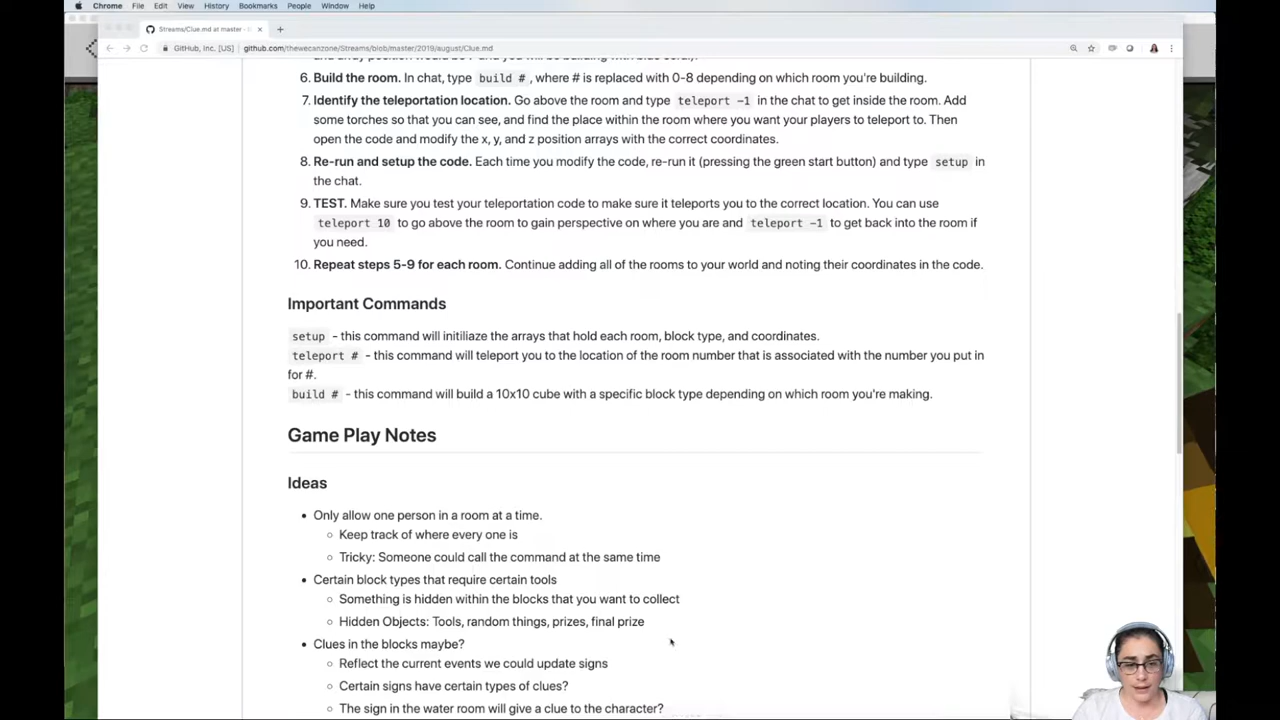 Chrome File Edit View History Bookmarks People Window Help
Streams/Clue.md at master ·
GitHub, Inc. [US] github.com/thewecanzone/Streams/blob/master/2019/august/Clue.md
6. Build the room. In chat, type build # , where # is replaced with 0-8 depending on which room you're building.
7. Identify the teleportation location. Go above the room and type teleport -1 in the chat to get inside the room. Add
some torches so that you can see, and find the place within the room where you want your players to teleport to. Then
open the code and modify the x, y, and z position arrays with the correct coordinates.
8. Re-run and setup the code. Each time you modify the code, re-run it (pressing the green start button) and type setup in
the chat.
9. TEST. Make sure you test your teleportation code to make sure it teleports you to the correct location. You can use
teleport 10 to go above the room to gain perspective on where you are and teleport -1 to get back into the room if
you need.
10. Repeat steps 5-9 for each room. Continue adding all of the rooms to your world and noting their coordinates in the code.
Important Commands
setup - this command will initiliaze the arrays that hold each room, block type, and coordinates.
teleport # - this command will teleport you to the location of the room number that is associated with the number you put in
for #.
build # - this command will build a 10x10 cube with a specific block type depending on which room you're making.
Game Play Notes
Ideas
• Only allow one person in a room at a time.
◦ Keep track of where every one is
◦ Tricky: Someone could call the command at the same time
• Certain block types that require certain tools
◦ Something is hidden within the blocks that you want to collect
◦ Hidden Objects: Tools, random things, prizes, final prize
• Clues in the blocks maybe?
◦ Reflect the current events we could update signs
◦ Certain signs have certain types of clues?
◦ The sign in the water room will give a clue to the character?